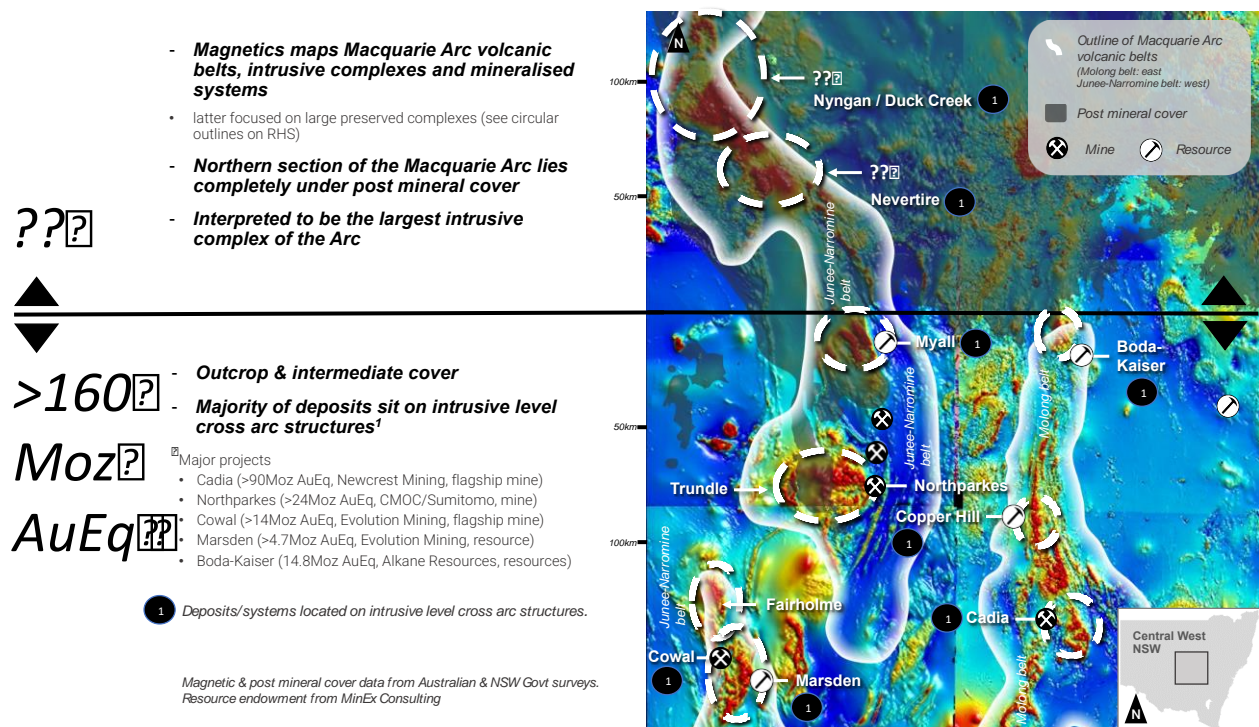 - Magnetics maps Macquarie Arc volcanic
belts, intrusive complexes and mineralised
systems
• latter focused on large preserved complexes (see circular
outlines on RHS)
- Northern section of the Macquarie Arc lies
completely under post mineral cover
- Interpreted to be the largest intrusive
complex of the Arc
??
>160
Moz
AuEq
- Outcrop & intermediate cover
- Majority of deposits sit on intrusive level
cross arc structures¹
Major projects
• Cadia (>90Moz AuEq, Newcrest Mining, flagship mine)
• Northparkes (>24Moz AuEq, CMOC/Sumitomo, mine)
• Cowal (>14Moz AuEq, Evolution Mining, flagship mine)
• Marsden (>4.7Moz AuEq, Evolution Mining, resource)
• Boda-Kaiser (14.8Moz AuEq, Alkane Resources, resources)
1 Deposits/systems located on intrusive level cross arc structures.
Magnetic & post mineral cover data from Australian & NSW Govt surveys.
Resource endowment from MinEx Consulting
N
100km
50km
50km
100km
??
Nyngan / Duck Creek 1
??
Nevertire 1
Junee-Narromine
belt
Myall 1
Boda-
Kaiser
1
Molong belt
Junee-Narromine
belt
Trundle
Northparkes
1
Copper Hill
Junee-Narromine
belt
Fairholme
1 Cadia
Cowal
1
Marsden
1
Molong belt
Outline of Macquarie Arc
volcanic belts
(Molong belt: east
Junee-Narromine belt: west)
Post mineral cover
Mine
Resource
Central West
NSW
N